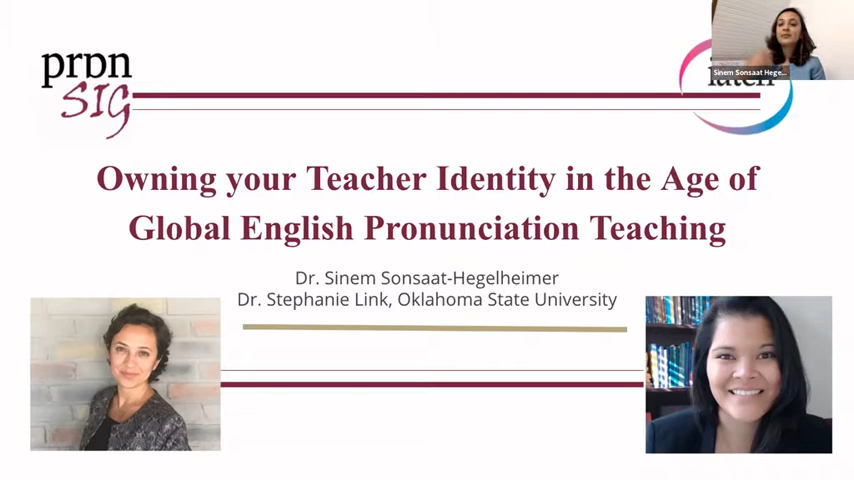 prɒn
SIG
Sinem Sonsaat Hege...
iatefl
Owning your Teacher Identity in the Age of
Global English Pronunciation Teaching
Dr. Sinem Sonsaat-Hegelheimer
Dr. Stephanie Link, Oklahoma State University